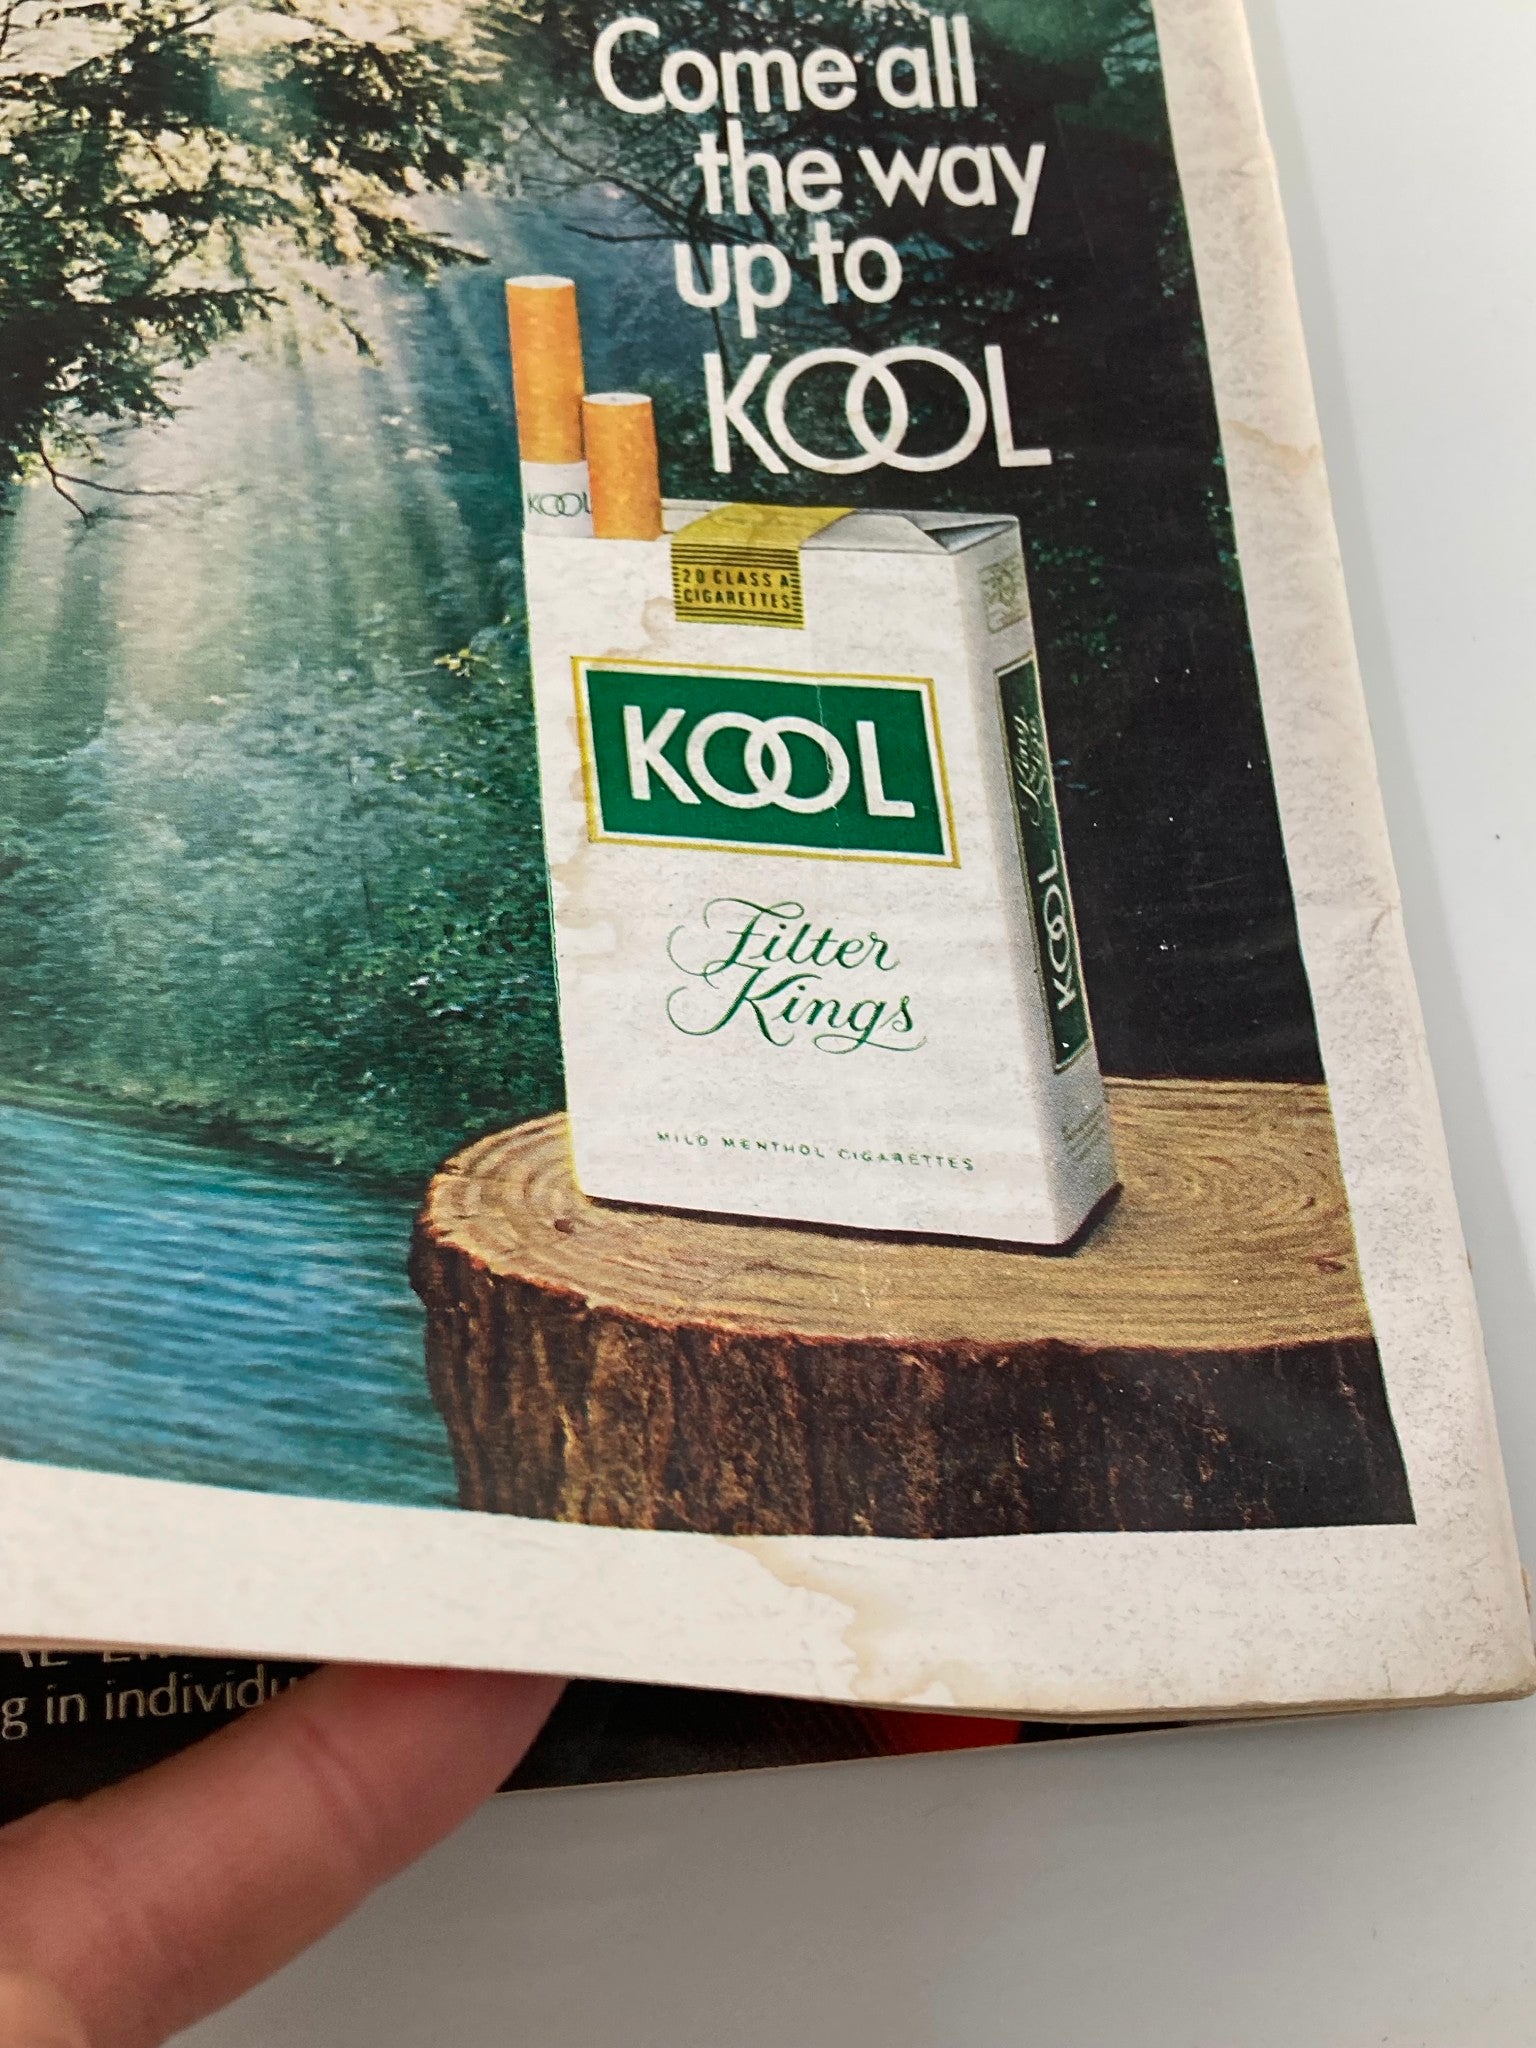 Come all
the way
up to
KOOL
KOOL
20 CLASS A
CIGARETTES
KOOL
Filter
Kings
MILD MENTHOL CIGARETTES
KOOL
g in individu